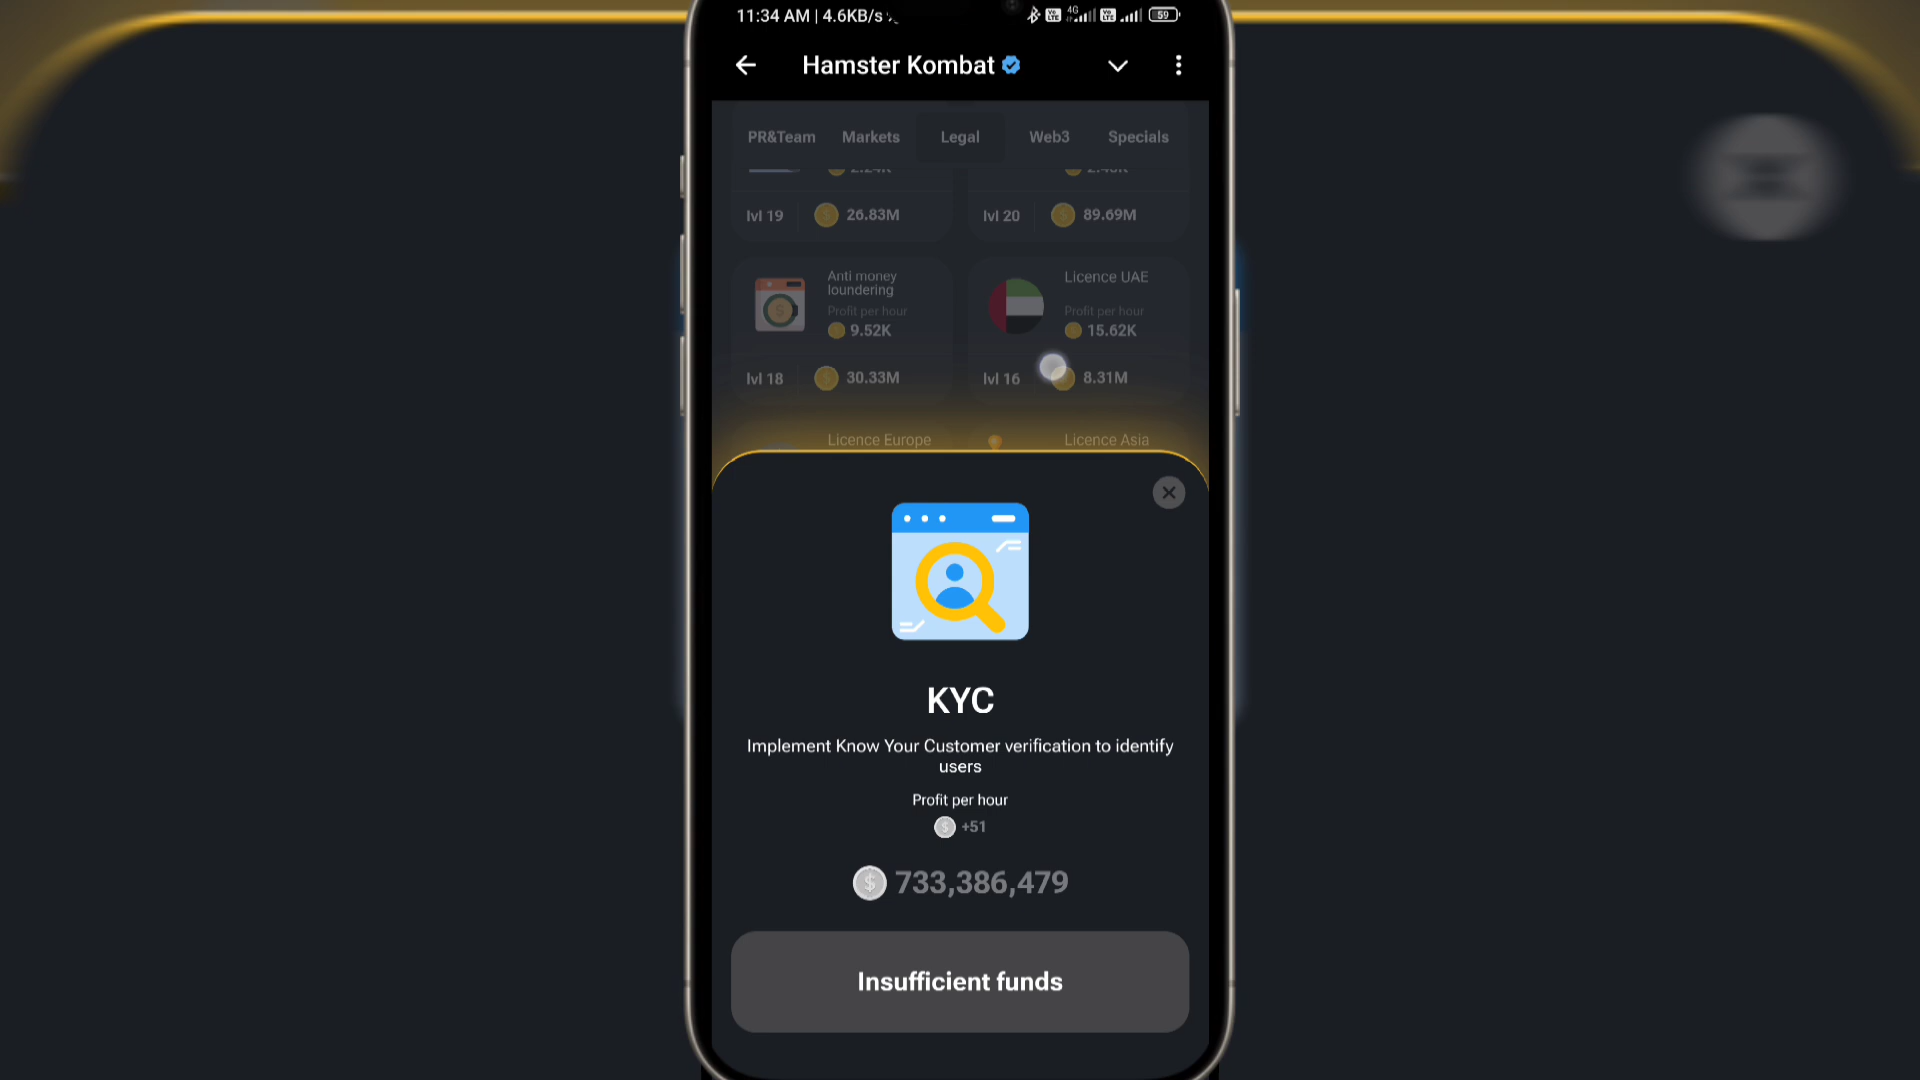 11:34 AM | 4.6KB/s
4G
59
Hamster Kombat
PR&Team Markets Legal Web3 Specials
lvl 19 26.83M lvl 20 89.69M
Anti money
loundering
Profit per hour
9.52K
lvl 18 30.33M
Licence UAE
Profit per hour
15.62K
lvl 16 8.31M
Licence Europe Licence Asia
KYC
Implement Know Your Customer verification to identify
users
Profit per hour
+51
733,386,479
Insufficient funds